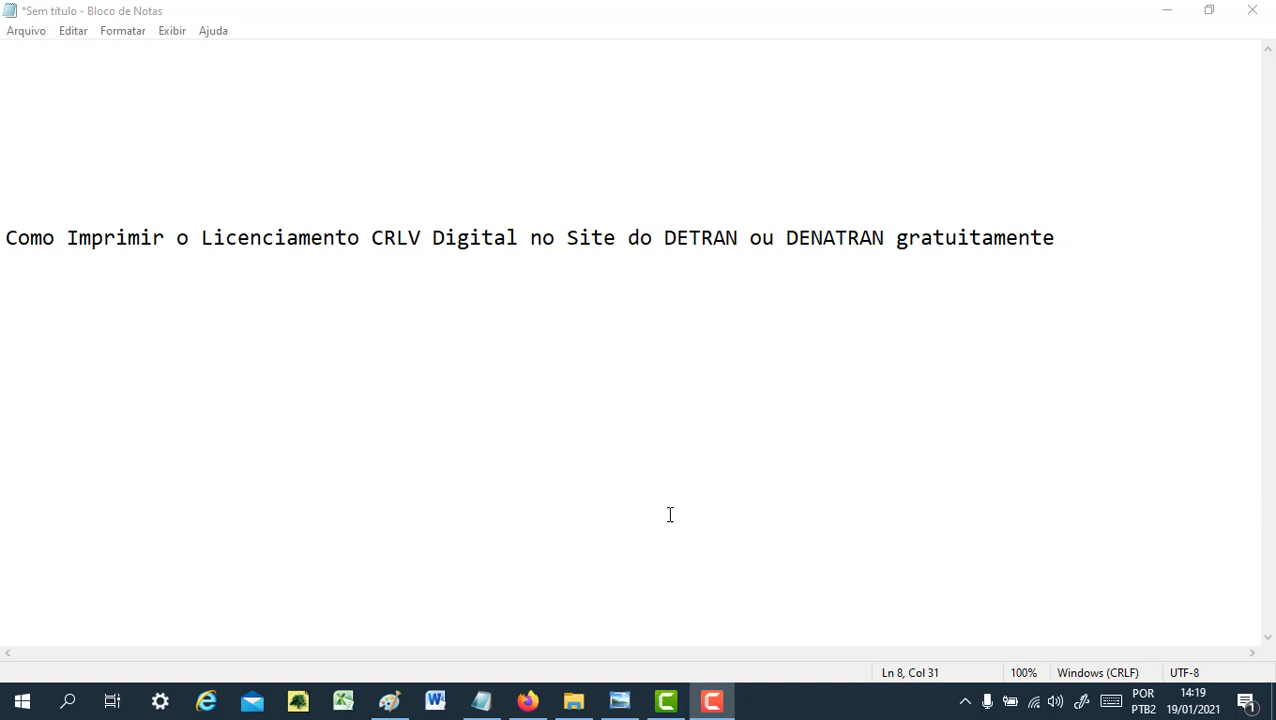 *Sem título - Bloco de Notas
Arquivo Editar Formatar Exibir Ajuda
Como Imprimir o Licenciamento CRLV Digital no Site do DETRAN ou DENATRAN gratuitamente
Ln 8, Col 31 100% Windows (CRLF) UTF-8
POR 14:19
PTB2 19/01/2021 1